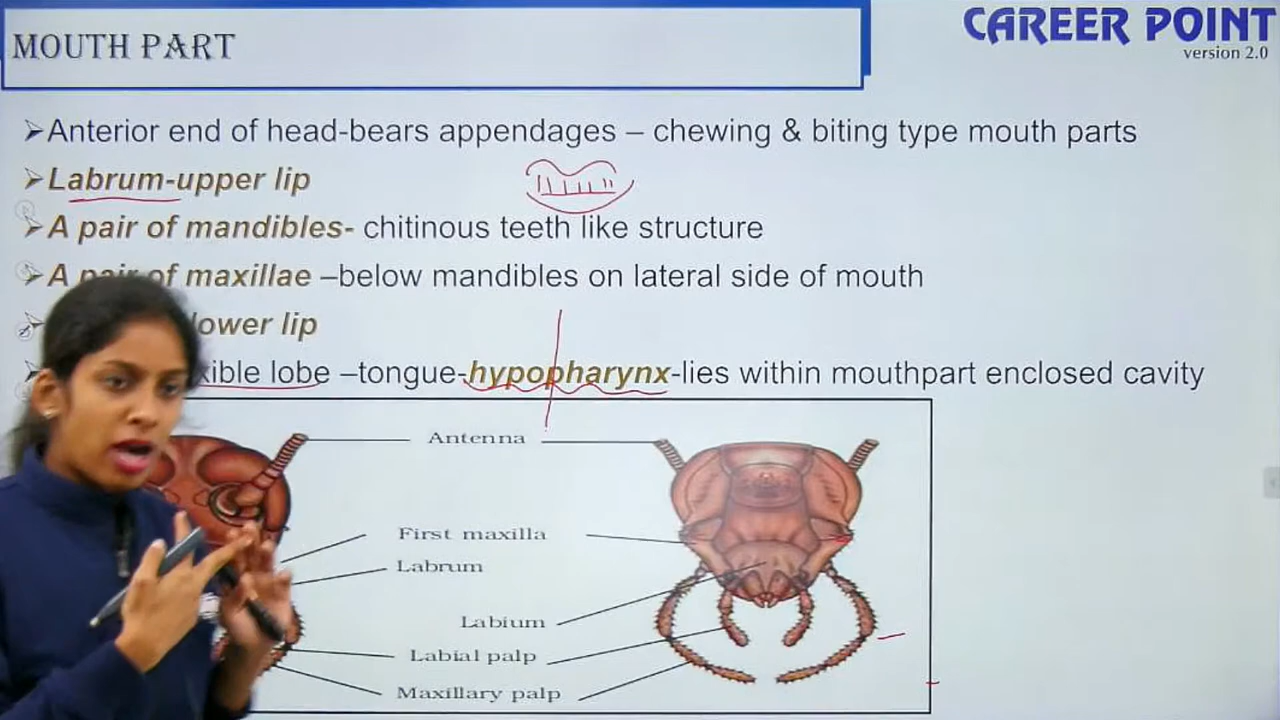 MOUTH PART
CAREER POINT
version 2.0
➢Anterior end of head-bears appendages – chewing & biting type mouth parts
➢Labrum-upper lip
➢A pair of mandibles- chitinous teeth like structure
➢A pair of maxillae –below mandibles on lateral side of mouth
lower lip
lobe –tongue-hypopharynx-lies within mouthpart enclosed cavity
Antenna
First maxilla
Labrum
Labium
Labial palp
Maxillary palp